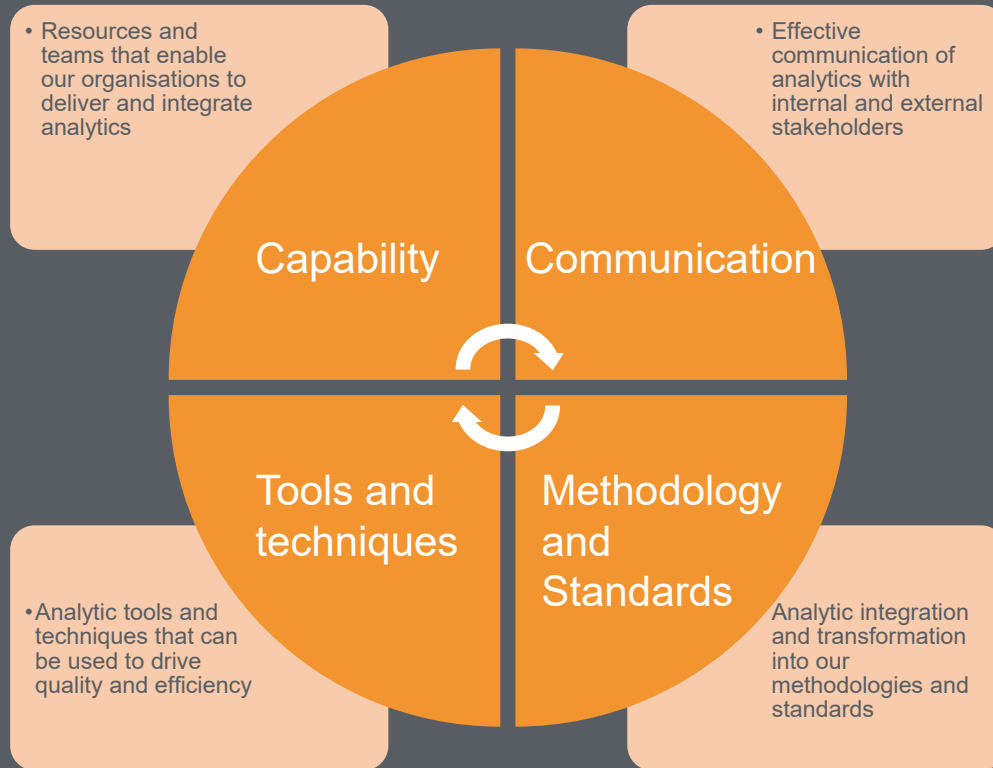 • Resources and
teams that enable
our organisations to
deliver and integrate
analytics
• Effective
communication of
analytics with
internal and external
stakeholders
Capability
Communication
Tools and
techniques
Methodology
and
Standards
•Analytic tools and
techniques that can
be used to drive
quality and efficiency
Analytic integration
and transformation
into our
methodologies and
standards